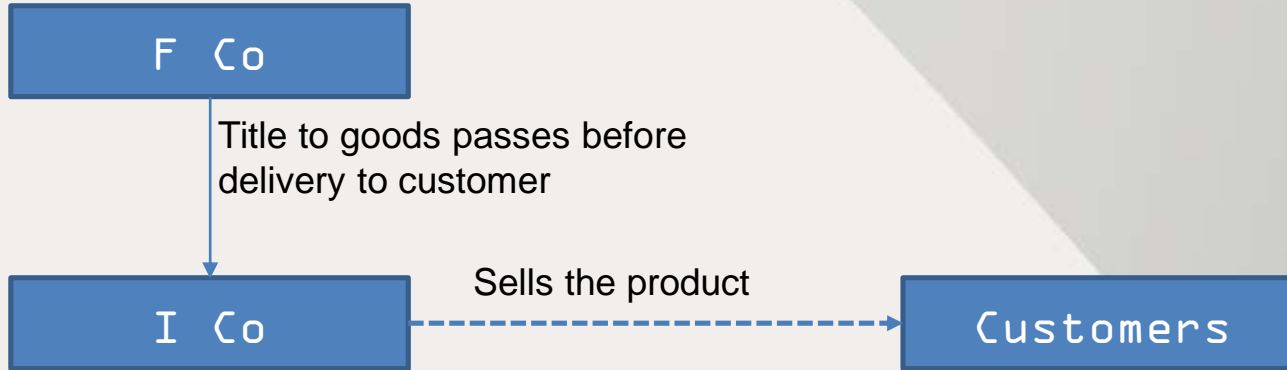 F Co
Title to goods passes before
delivery to customer
Sells the product
I Co
Customers